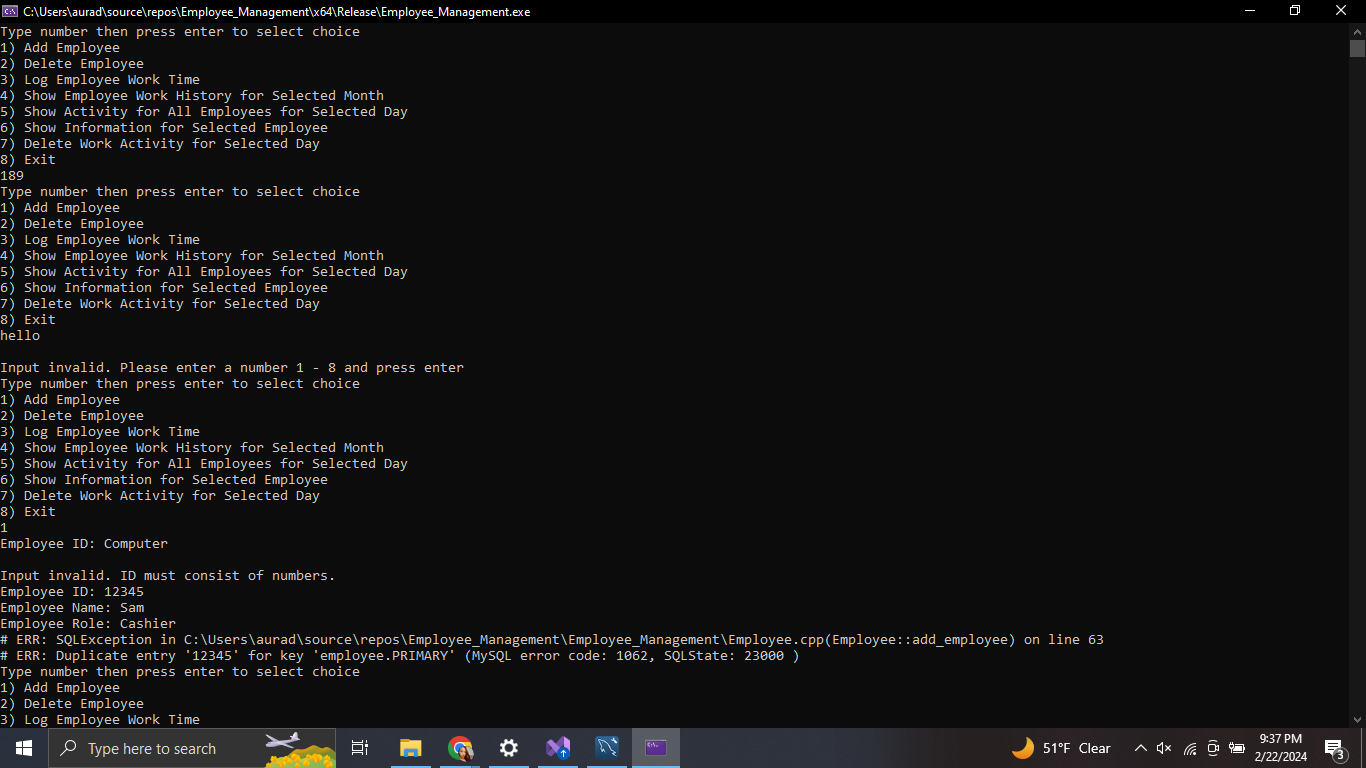 C:\Users\aurad\source\repos\Employee_Management\x64\Release\Employee_Management.exe
Type number then press enter to select choice
1) Add Employee
2) Delete Employee
3) Log Employee Work Time
4) Show Employee Work History for Selected Month
5) Show Activity for All Employees for Selected Day
6) Show Information for Selected Employee
7) Delete Work Activity for Selected Day
8) Exit
189
Type number then press enter to select choice
1) Add Employee
2) Delete Employee
3) Log Employee Work Time
4) Show Employee Work History for Selected Month
5) Show Activity for All Employees for Selected Day
6) Show Information for Selected Employee
7) Delete Work Activity for Selected Day
8) Exit
hello
Input invalid. Please enter a number 1 - 8 and press enter
Type number then press enter to select choice
1) Add Employee
2) Delete Employee
3) Log Employee Work Time
4) Show Employee Work History for Selected Month
5) Show Activity for All Employees for Selected Day
6) Show Information for Selected Employee
7) Delete Work Activity for Selected Day
8) Exit
1
Employee ID: Computer
Input invalid. ID must consist of numbers.
Employee ID: 12345
Employee Name: Sam
Employee Role: Cashier
# ERR: SQLException in C:\Users\aurad\source\repos\Employee_Management\Employee_Management\Employee.cpp(Employee::add_employee) on line 63
# ERR: Duplicate entry '12345' for key 'employee.PRIMARY' (MySQL error code: 1062, SQLState: 23000 )
Type number then press enter to select choice
1) Add Employee
2) Delete Employee
3) Log Employee Work Time
Type here to search
51°F Clear
9:37 PM
2/22/2024
3